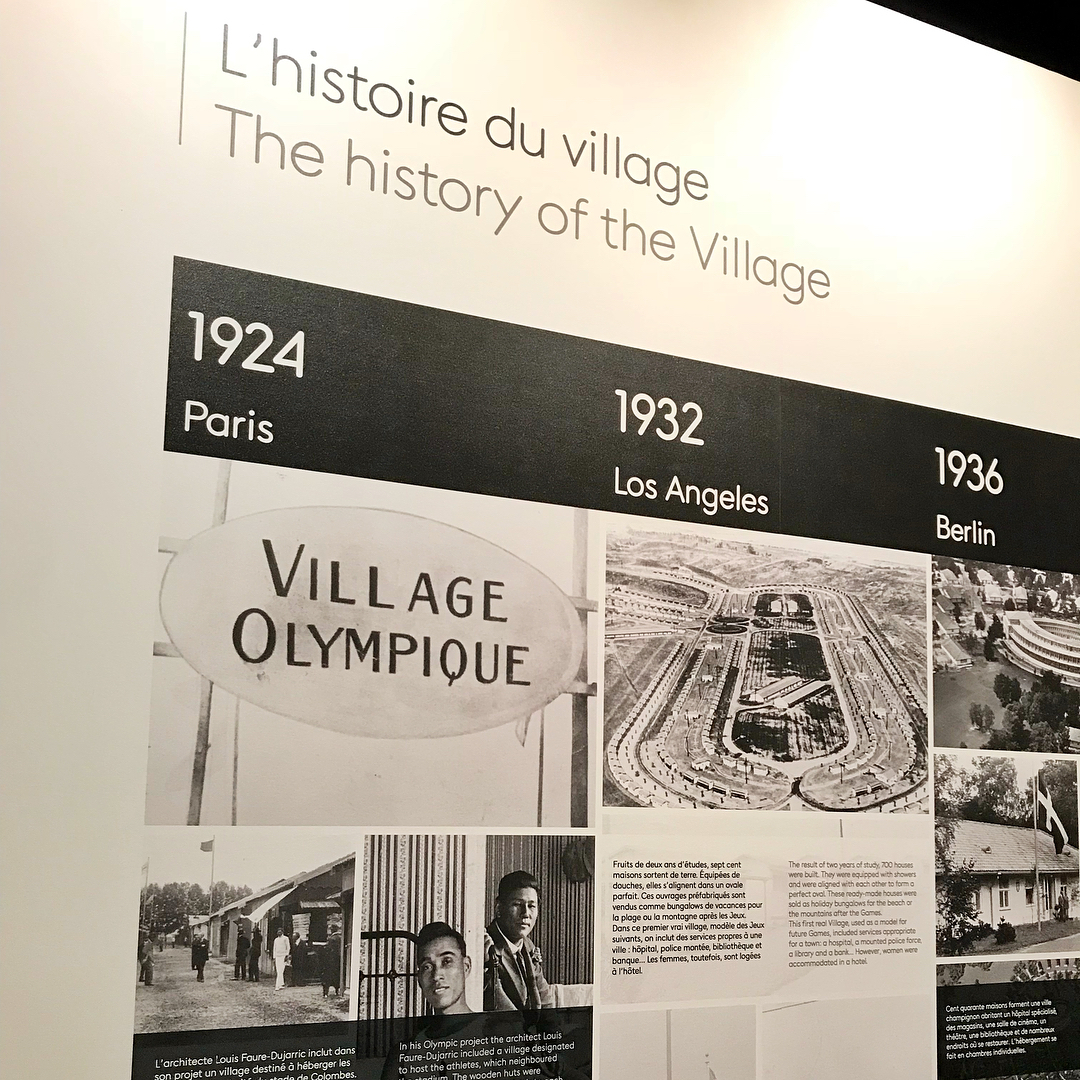 L'histoire du village
The history of the Village
1924
Paris
1932
Los Angeles
1936
Berlin
VILLAGE
OLYMPIQUE
Fruits de deux ans d'études, sept cent
maisons sortent de terre. Équipées de
douches, elles s'alignent dans un ovale
parfait. Ces ouvrages préfabriqués sont
vendus comme bungalows de vacances pour
la plage ou la montagne après les Jeux.
Dans ce premier vrai village, modèle des Jeux
suivants, on inclut des services propres à une
ville : hôpital, police montée, bibliothèque et
banque... Les femmes, toutefois, sont logées
à l'hôtel.
The result of two years of study, 700 houses
were built. They were equipped with showers
and were aligned with each other to form a
perfect oval. These ready-made houses were
sold as holiday bungalows for the beach or
the mountains after the Games.
This first real Village, used as a model for
future Games, included services appropriate
for a town: a hospital, a mounted police force,
a library and a bank... However, women were
accommodated in a hotel.
L'architecte Louis Faure-Dujarric inclut dans
son projet un village destiné à héberger les
du stade de Colombes.
In his Olympic project the architect Louis
Faure-Dujarric included a village designated
to host the athletes, which neighboured
the stadium. The wooden huts were
Cent quarante maisons forment une ville
champignon abritant un hôpital spécialisé,
des magasins, une salle de cinéma, un
théâtre, une bibliothèque et de nombreux
endroits où se restaurer. L'hébergement se
fait en chambres individuelles.